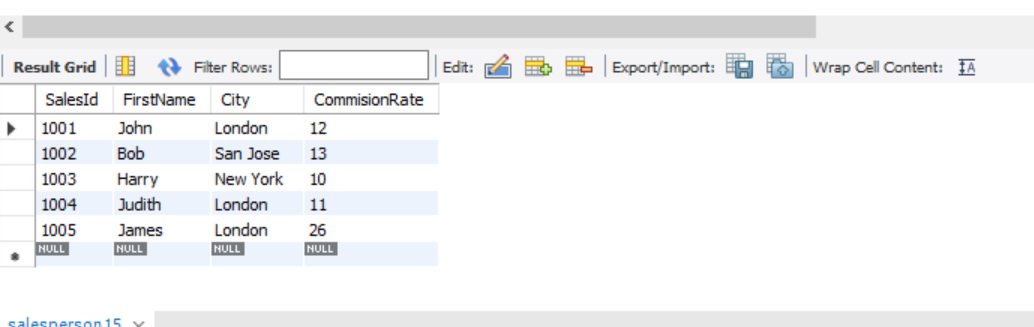 Result Grid Filter Rows: Edit: Export/Import: Wrap Cell Content: IA
SalesId FirstName City CommisionRate
1001 John London 12
1002 Bob San Jose 13
1003 Harry New York 10
1004 Judith London 11
1005 James London 26
NULL NULL NULL NULL
salesperson15